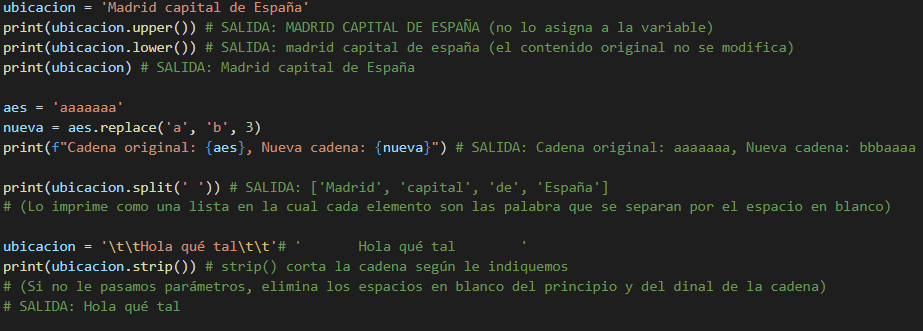 ubicacion = 'Madrid capital de España'
print(ubicacion.upper()) # SALIDA: MADRID CAPITAL DE ESPAÑA (no lo asigna a la variable)
print(ubicacion.lower()) # SALIDA: madrid capital de españa (el contenido original no se modifica)
print(ubicacion) # SALIDA: Madrid capital de España
aes = 'aaaaaaa'
nueva = aes.replace('a', 'b', 3)
print(f"Cadena original: {aes}, Nueva cadena: {nueva}") # SALIDA: Cadena original: aaaaaaa, Nueva cadena: bbbaaaa
print(ubicacion.split(' ')) # SALIDA: ['Madrid', 'capital', 'de', 'España']
# (Lo imprime como una lista en la cual cada elemento son las palabra que se separan por el espacio en blanco)
ubicacion = '\t\tHola qué tal\t\t'# '       Hola qué tal        '
print(ubicacion.strip()) # strip() corta la cadena según le indiquemos
# (Si no le pasamos parámetros, elimina los espacios en blanco del principio y del dinal de la cadena)
# SALIDA: Hola qué tal